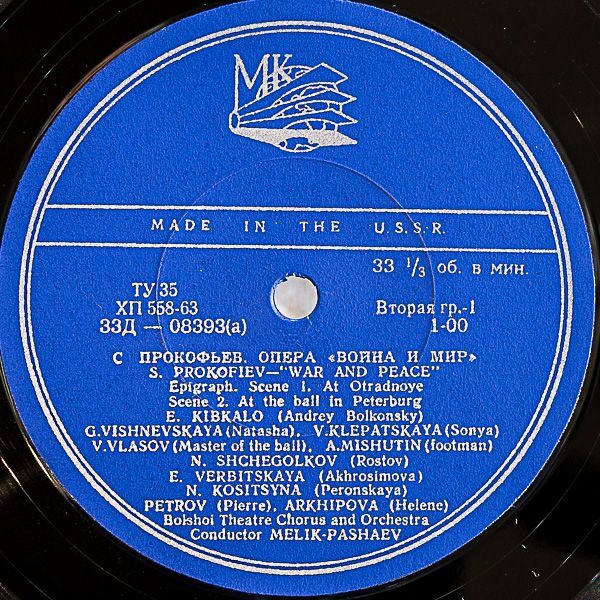 МК
MADE IN THE U.S.S.R.
33 1/3 об. в мин.
ТУ 35
ХП 558-63
Вторая гр.-1
33Д — 08393(а)
1-00
С ПРОКОФЬЕВ. ОПЕРА «ВОЙНА И МИР»
S. PROKOFIEV—"WAR AND PEACE"
Epigraph. Scene 1. At Otradnoye
Scene 2. At the ball in Peterburg
E. KIBKALO (Andrey Bolkonsky)
G.VISHNEVSKAYA (Natasha), V.KLEPATSKAYA (Sonya)
V.VLASOV (Master of the ball), A.MISHUTIN (footman)
N. SHCHEGOLKOV (Rostov)
E. VERBITSKAYA (Akhrosimova)
N. KOSITSYNA (Peronskaya)
PETROV (Pierre), ARKHIPOVA (Helene)
Bolshoi Theatre Chorus and Orchestra
Conductor MELIK-PASHAEV